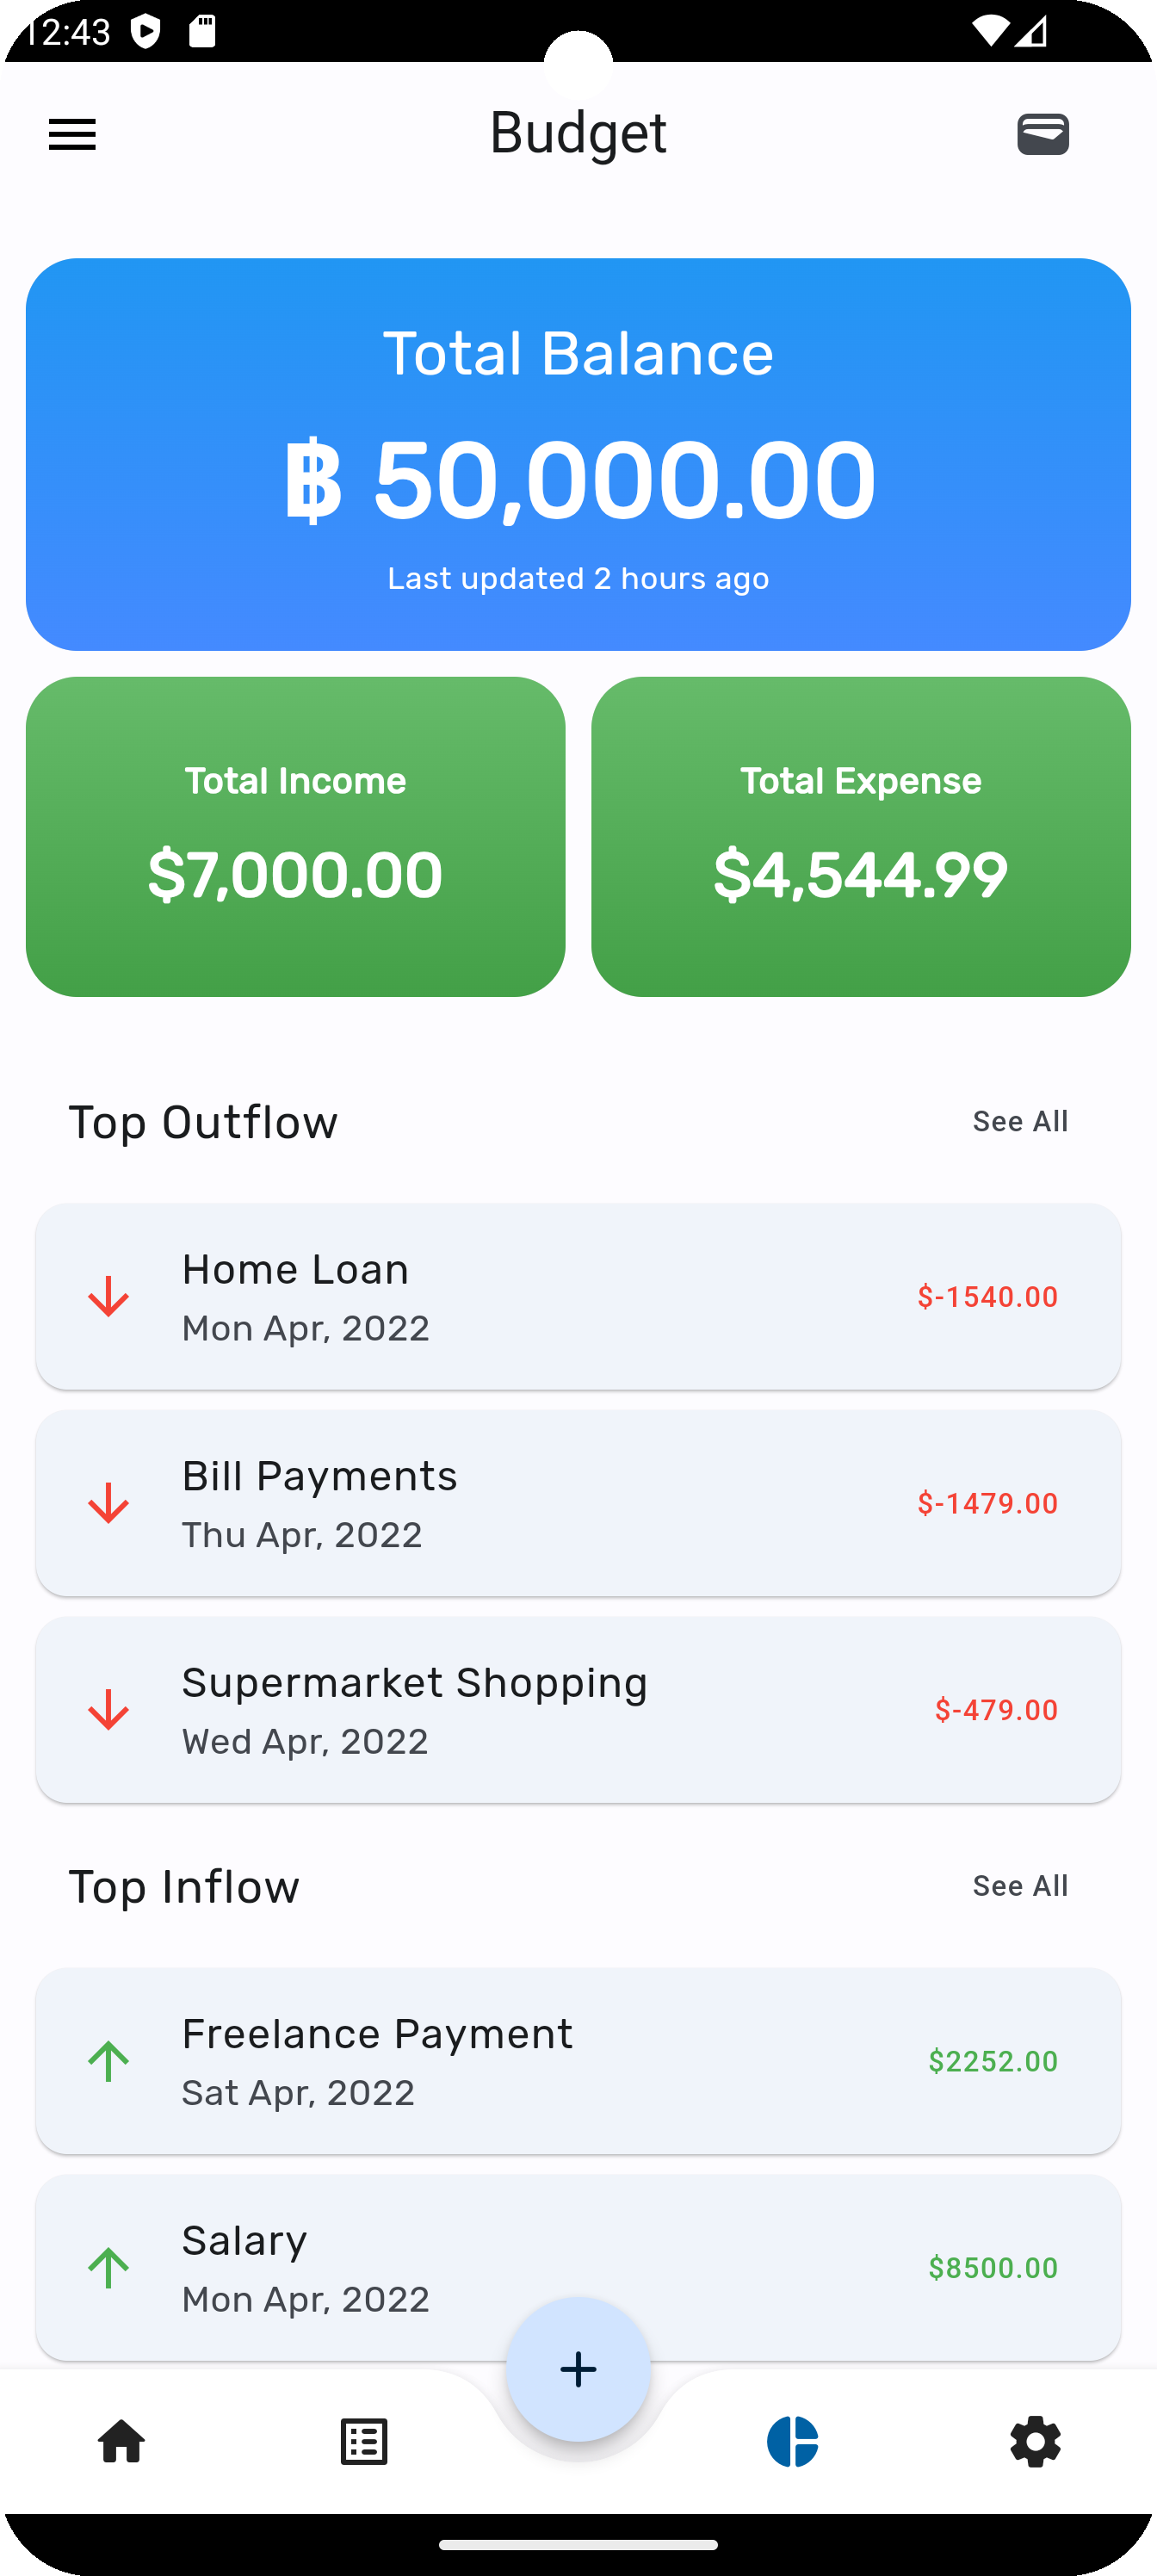 12:43
Budget
Total Balance
฿ 50,000.00
Last updated 2 hours ago
Total Income
$7,000.00
Total Expense
$4,544.99
Top Outflow
See All
Home Loan
$-1540.00
Mon Apr, 2022
Bill Payments
$-1479.00
Thu Apr, 2022
Supermarket Shopping
$-479.00
Wed Apr, 2022
Top Inflow
See All
Freelance Payment
$2252.00
Sat Apr, 2022
Salary
$8500.00
Mon Apr, 2022